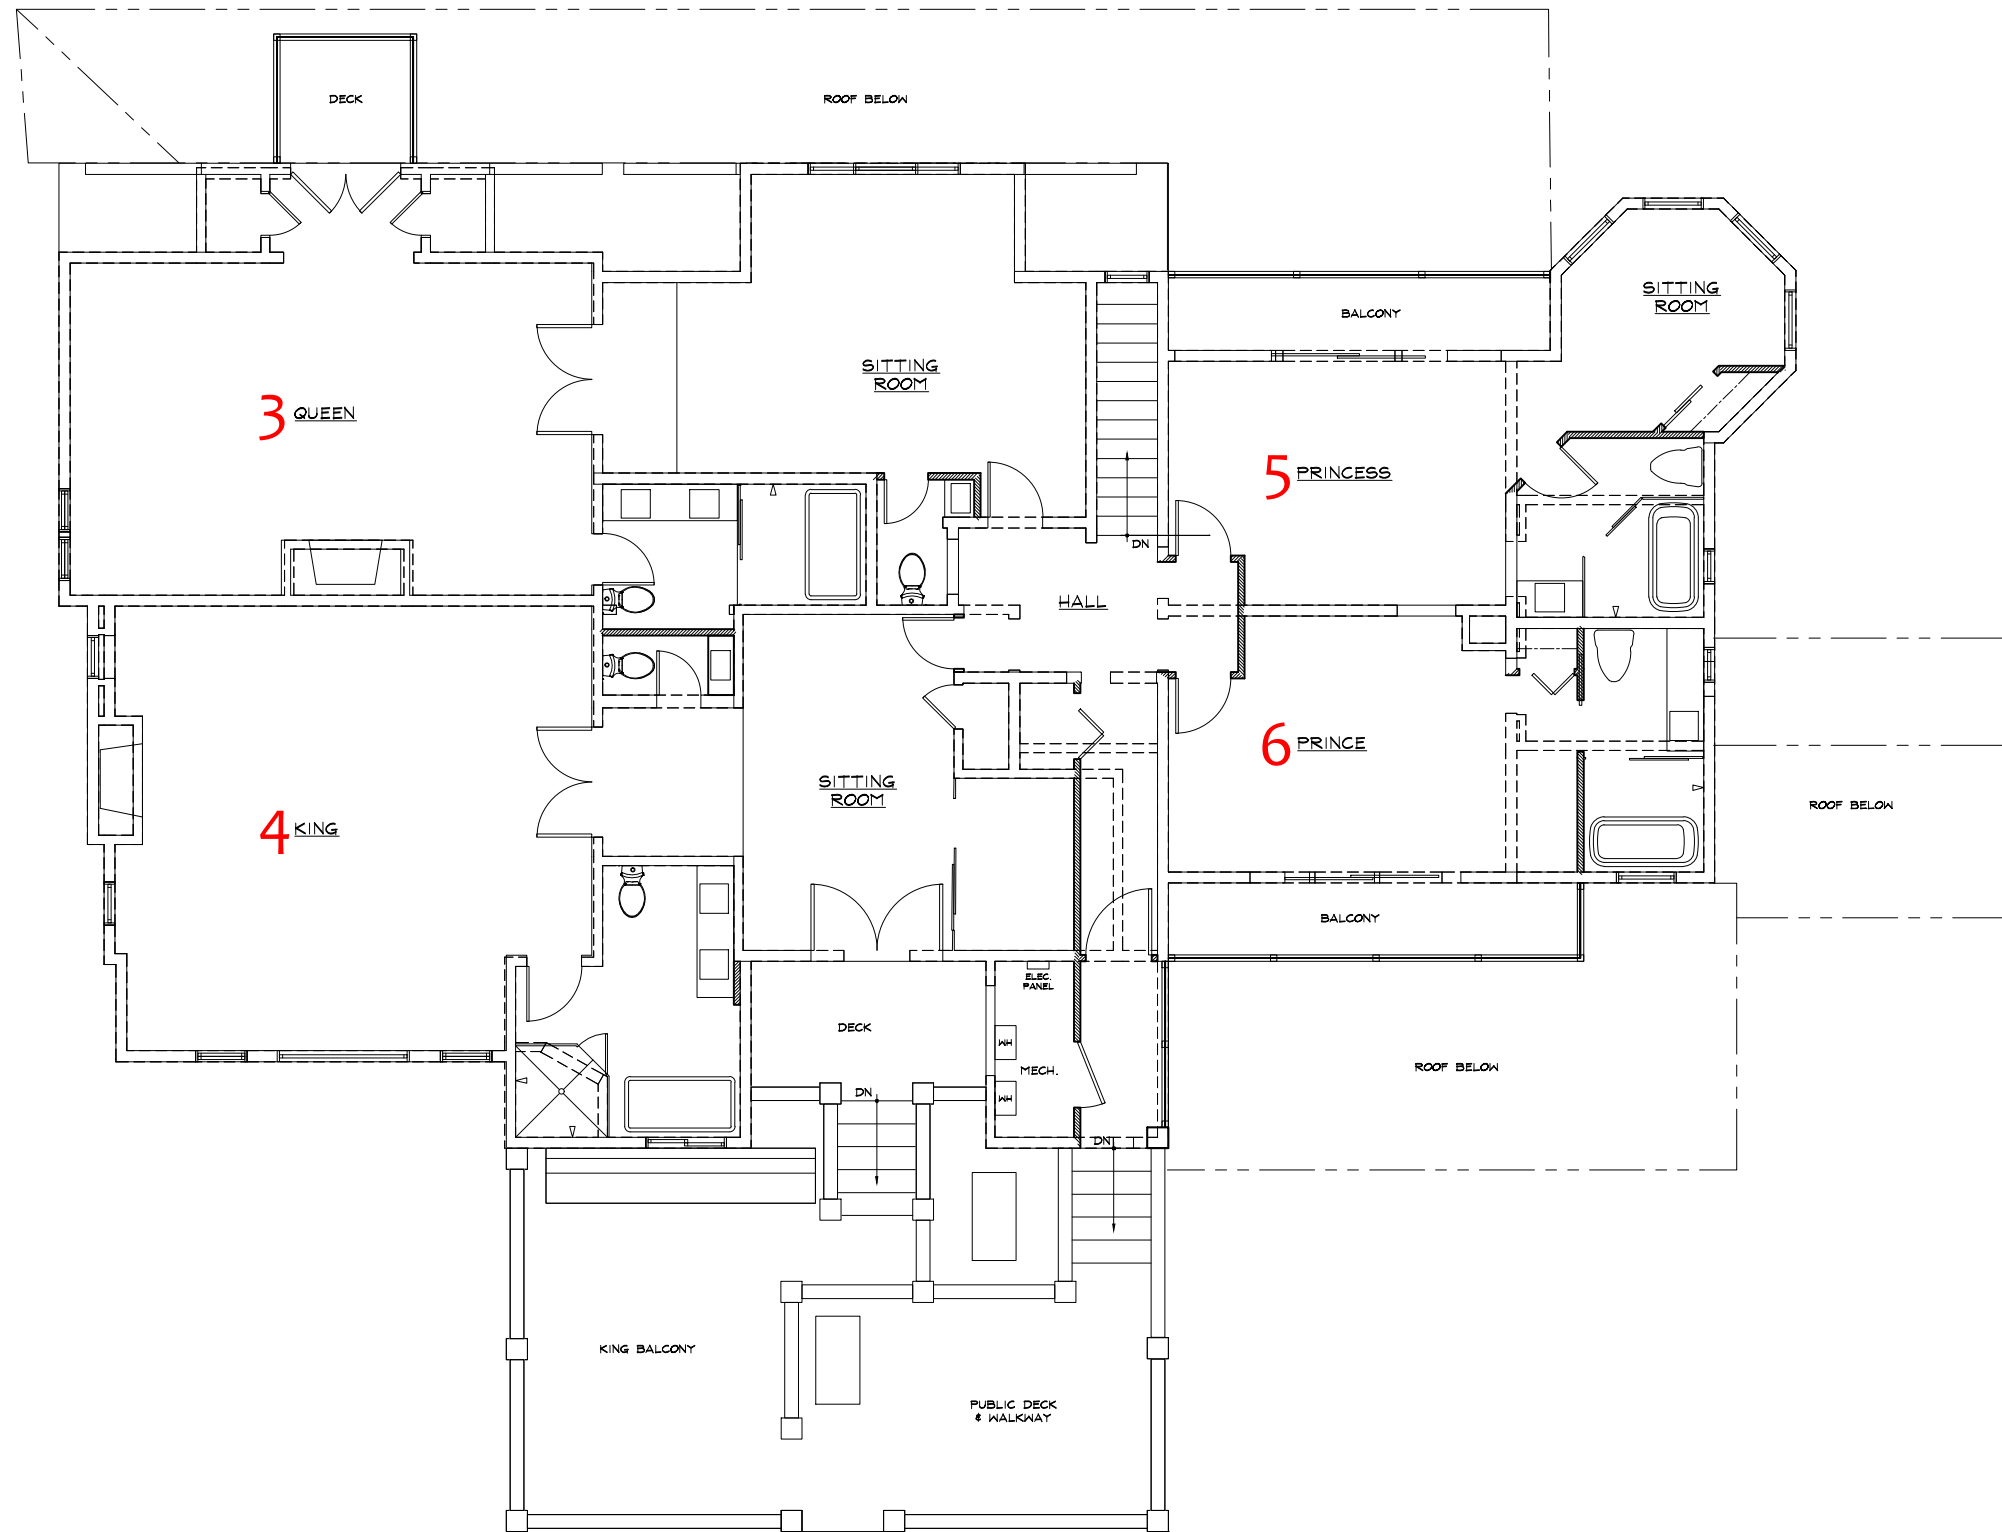 DECK
ROOF BELOW
SITTING
ROOM
BALCONY
SITTING
ROOM
3 QUEEN
5 PRINCESS
DN
HALL
6 PRINCE
SITTING
ROOM
4 KING
ROOF BELOW
BALCONY
ELEC.
PANEL
DECK
WH
MECH.
ROOF BELOW
DN
WH
DN
KING BALCONY
PUBLIC DECK
& WALKWAY